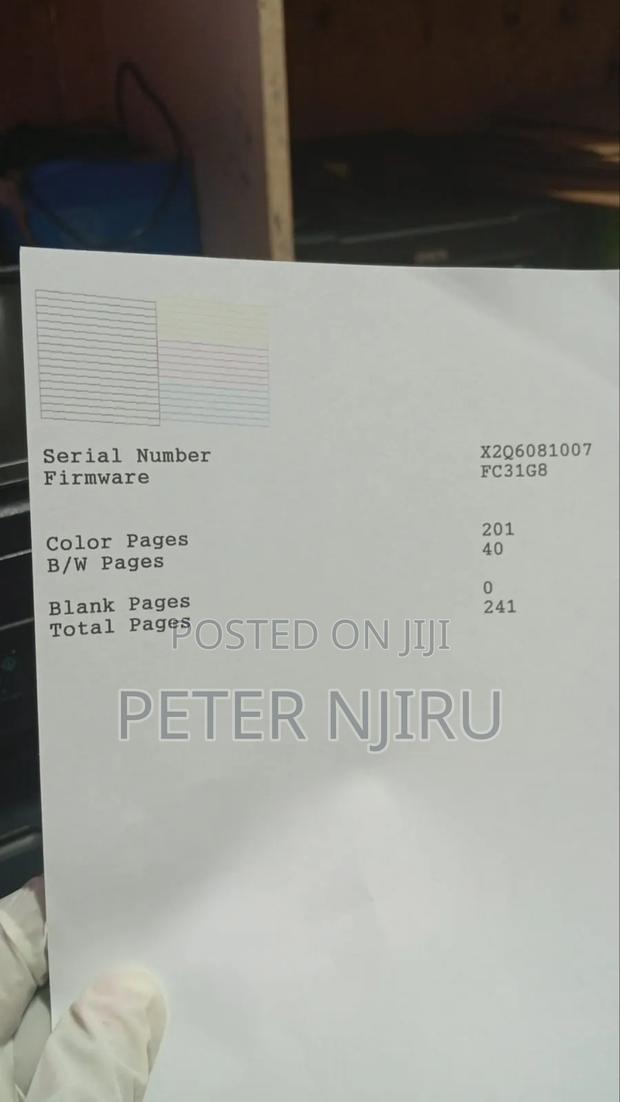 Serial Number X2Q6081007
Firmware FC31G8
Color Pages 201
B/W Pages 40
Blank Pages 0
Total Pages 241
POSTED ON JIJI
PETER NJIRU